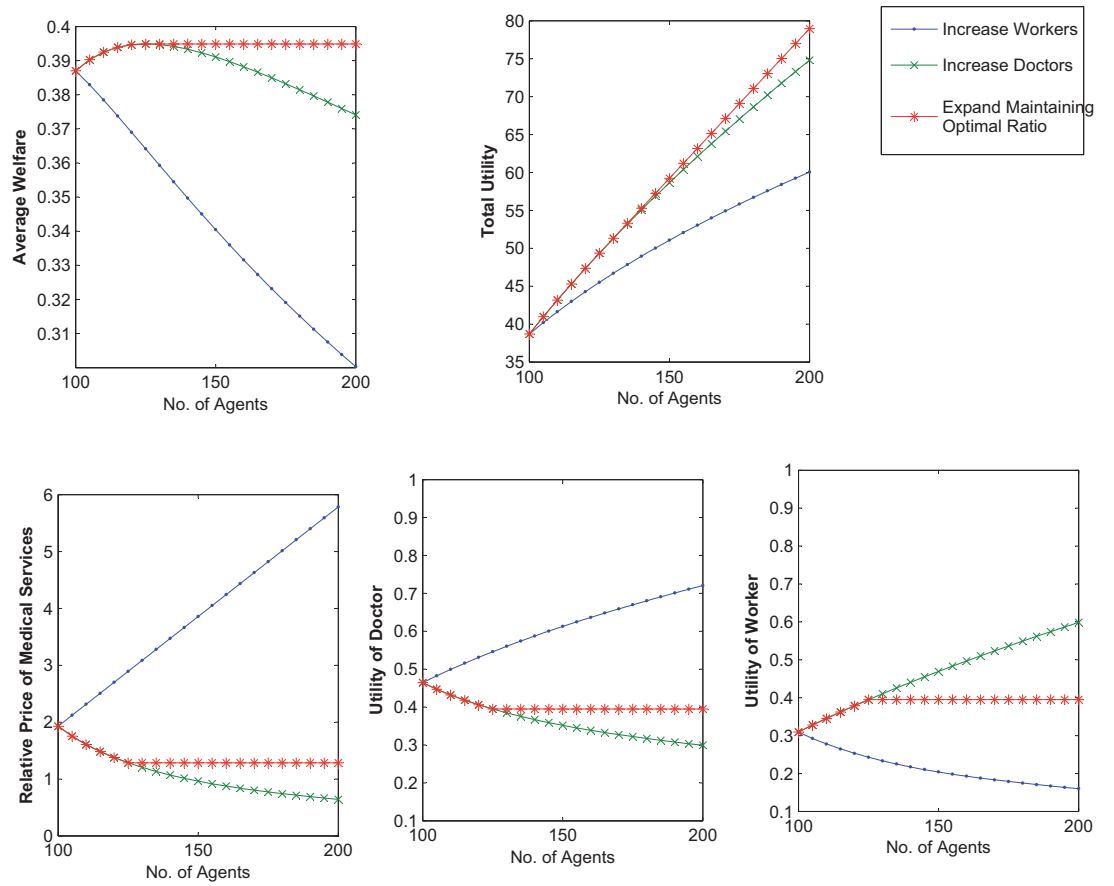 Average Welfare
0.4
0.39
0.38
0.37
0.36
0.35
0.34
0.33
0.32
0.31
100 150 200
No. of Agents
Total Utility
80
75
70
65
60
55
50
45
40
35
100 150 200
No. of Agents
Increase Workers
Increase Doctors
Expand Maintaining
Optimal Ratio
Relative Price of Medical Services
6
5
4
3
2
1
0
100 150 200
No. of Agents
Utility of Doctor
1
0.9
0.8
0.7
0.6
0.5
0.4
0.3
0.2
0.1
100 150 200
No. of Agents
Utility of Worker
1
0.9
0.8
0.7
0.6
0.5
0.4
0.3
0.2
0.1
100 150 200
No. of Agents